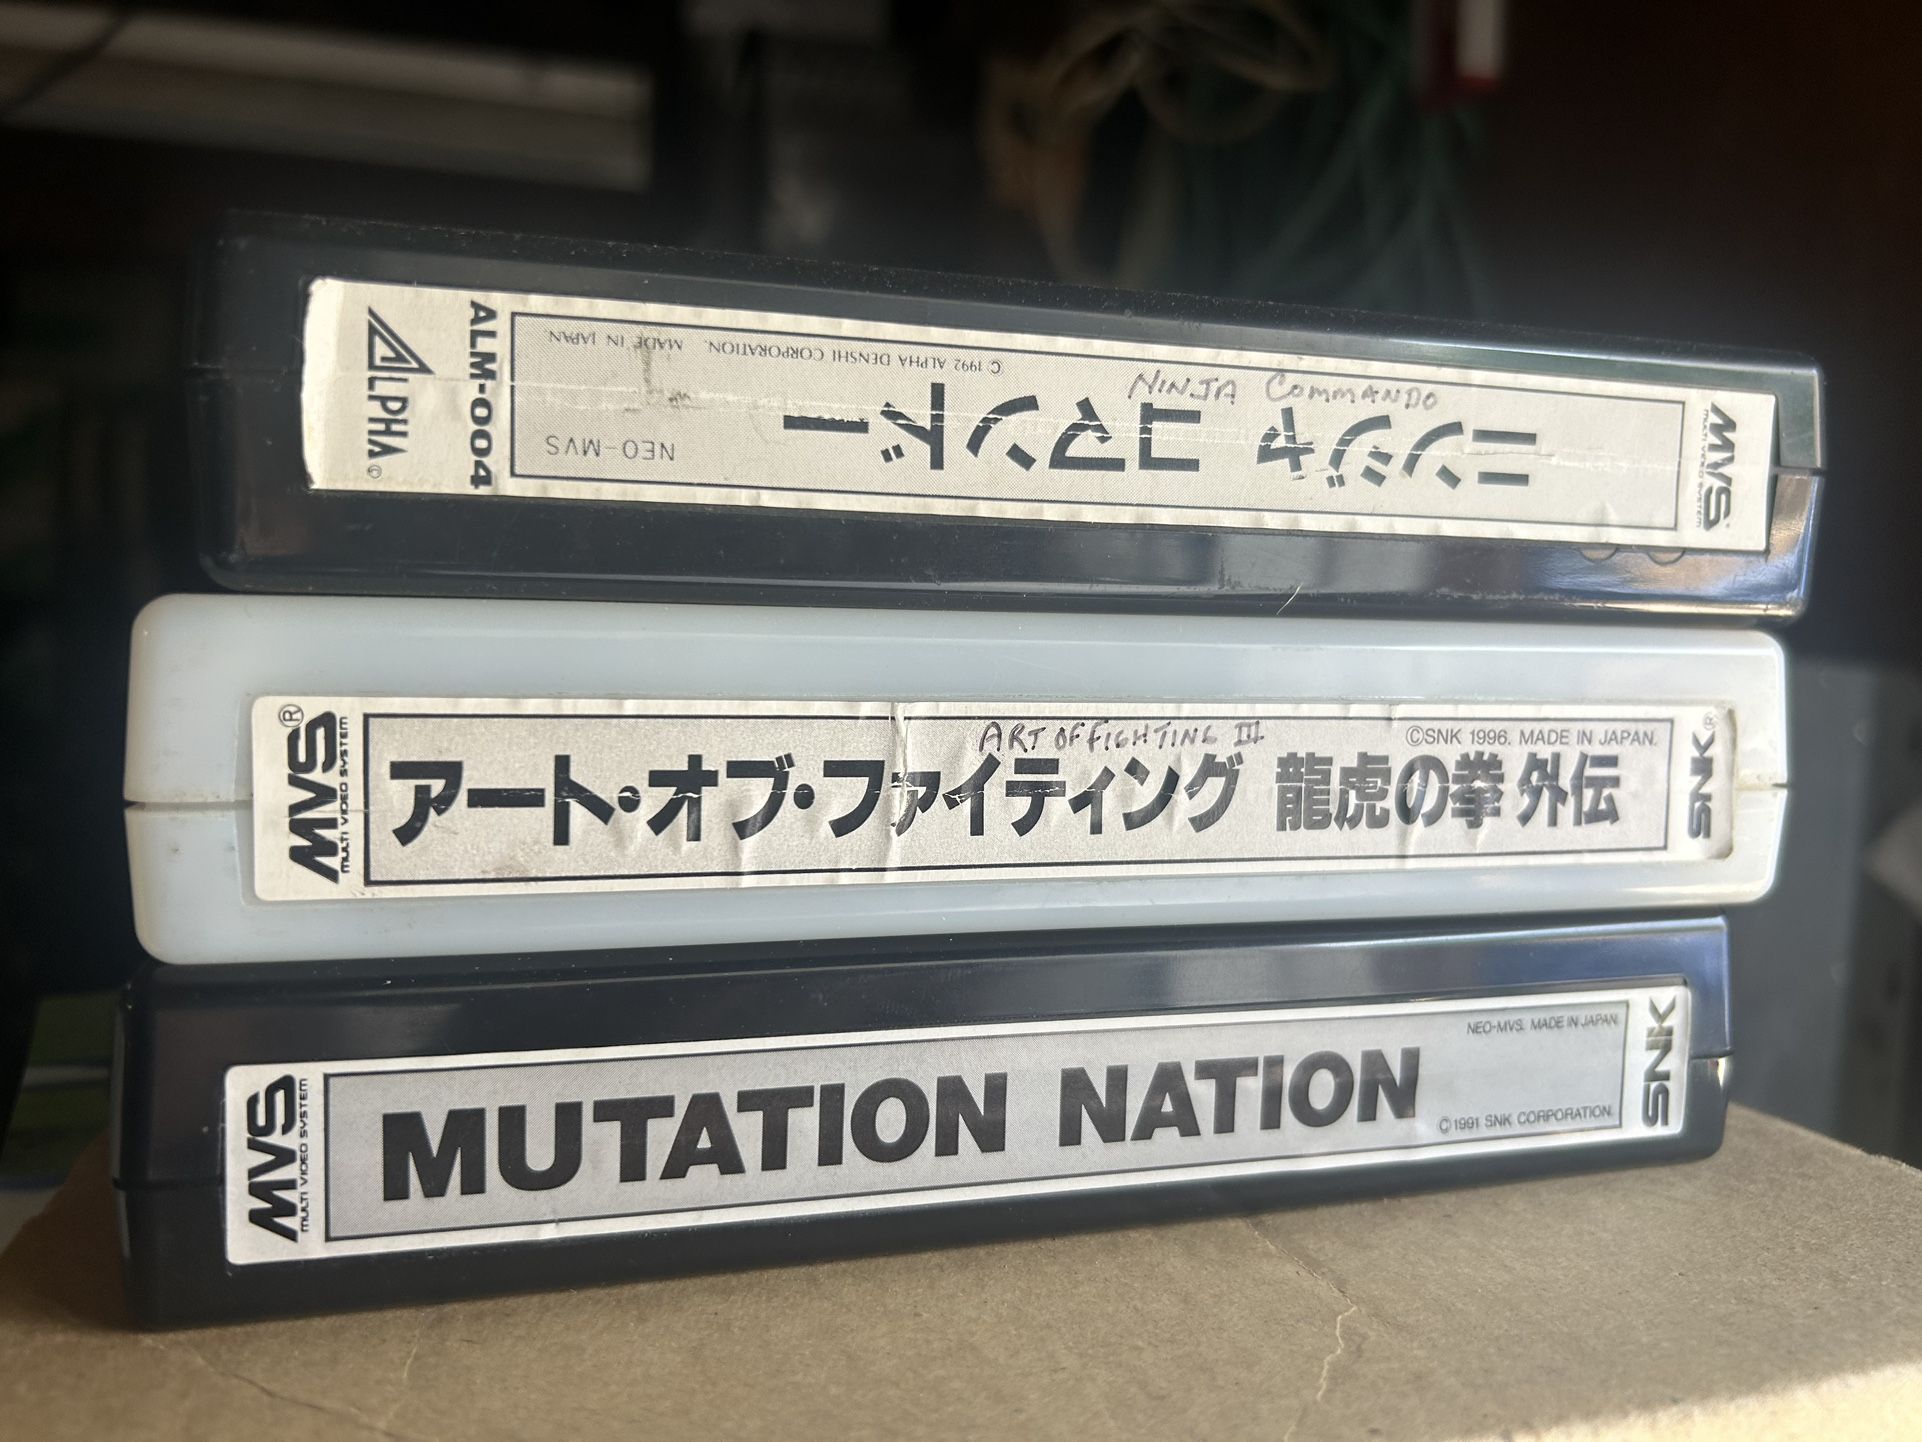 ALPHA
ALM-004
© 1992 ALPHA DENSHI CORPORATION. MADE IN JAPAN
NINJA COMMANDO
ニンジャ コマンドー
NEO-MVS
MVS
MULTI VIDEO SYSTEM
MVS®
MULTI VIDEO SYSTEM
ART OF FIGHTING III
©SNK 1996. MADE IN JAPAN.
アート・オブ・ファイティング 龍虎の拳 外伝
SNK®
MVS
MULTI VIDEO SYSTEM
NEO-MVS. MADE IN JAPAN.
MUTATION NATION
©1991 SNK CORPORATION.
SNK